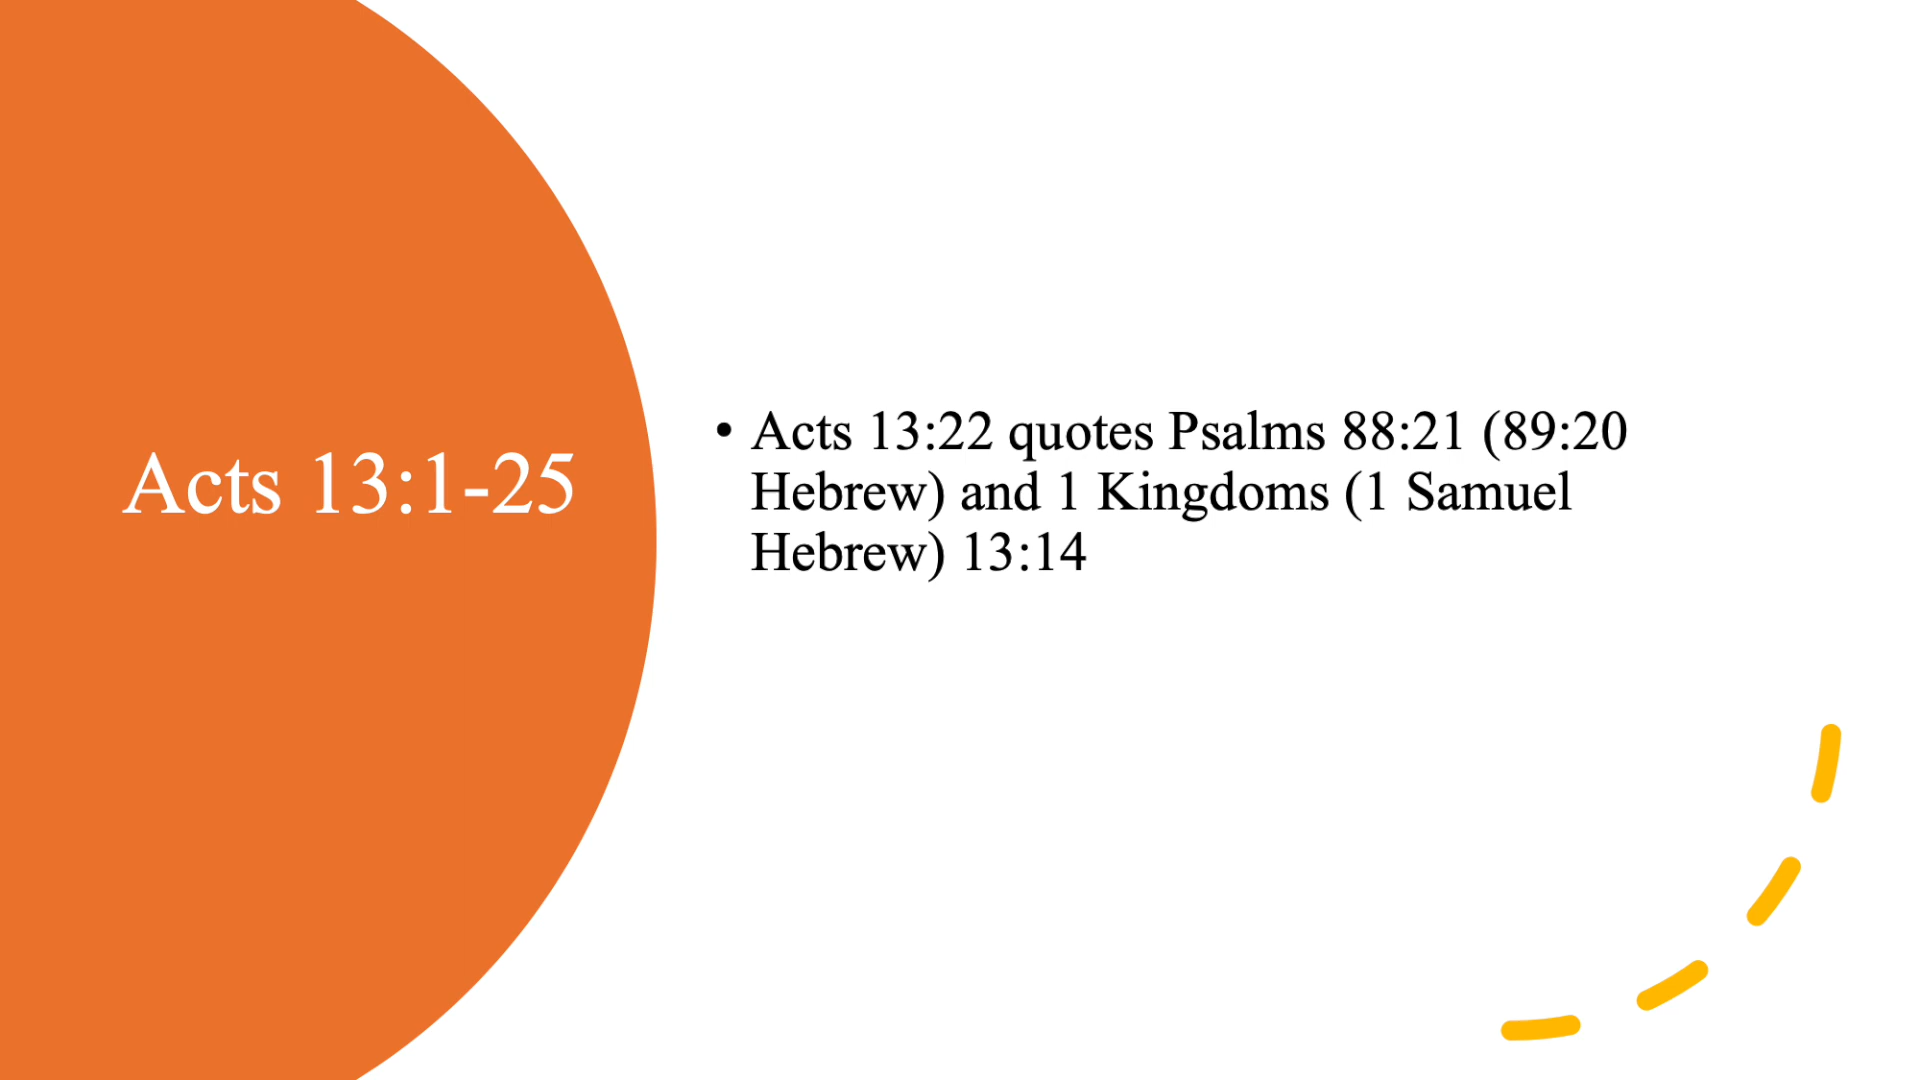 Acts 13:1-25
• Acts 13:22 quotes Psalms 88:21 (89:20
Hebrew) and 1 Kingdoms (1 Samuel
Hebrew) 13:14